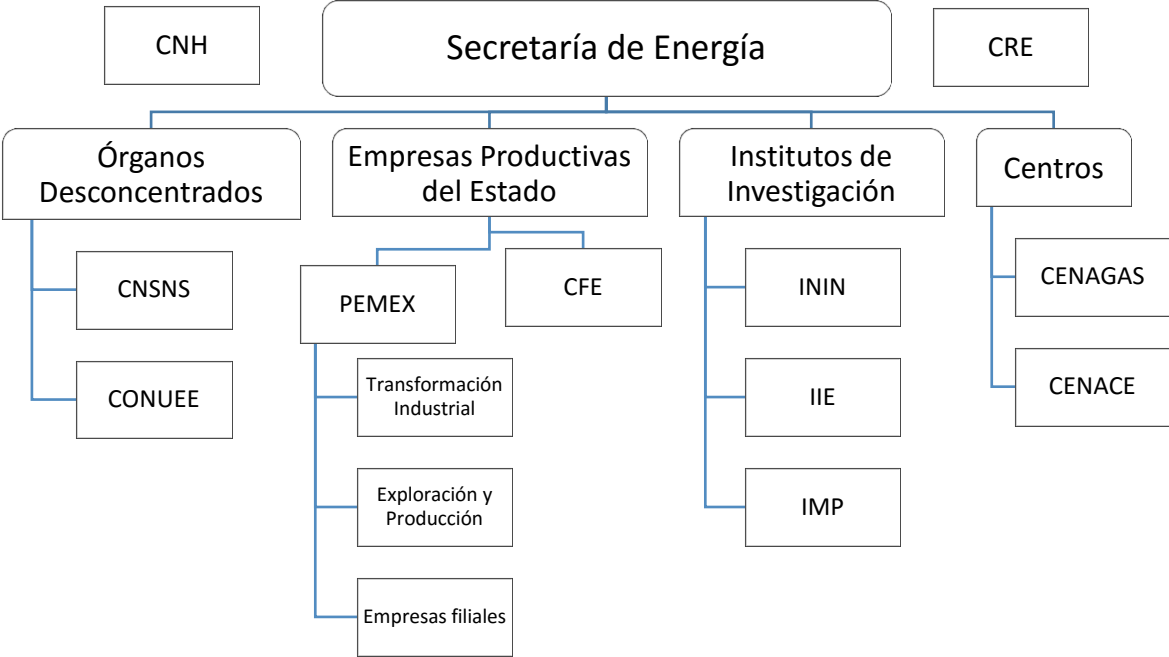 CNH
Secretaría de Energía
CRE
Órganos
Desconcentrados
Empresas Productivas
del Estado
Institutos de
Investigación
Centros
CNSNS
CONUEE
PEMEX
CFE
Transformación
Industrial
Exploración y
Producción
Empresas filiales
ININ
IIE
IMP
CENAGAS
CENACE